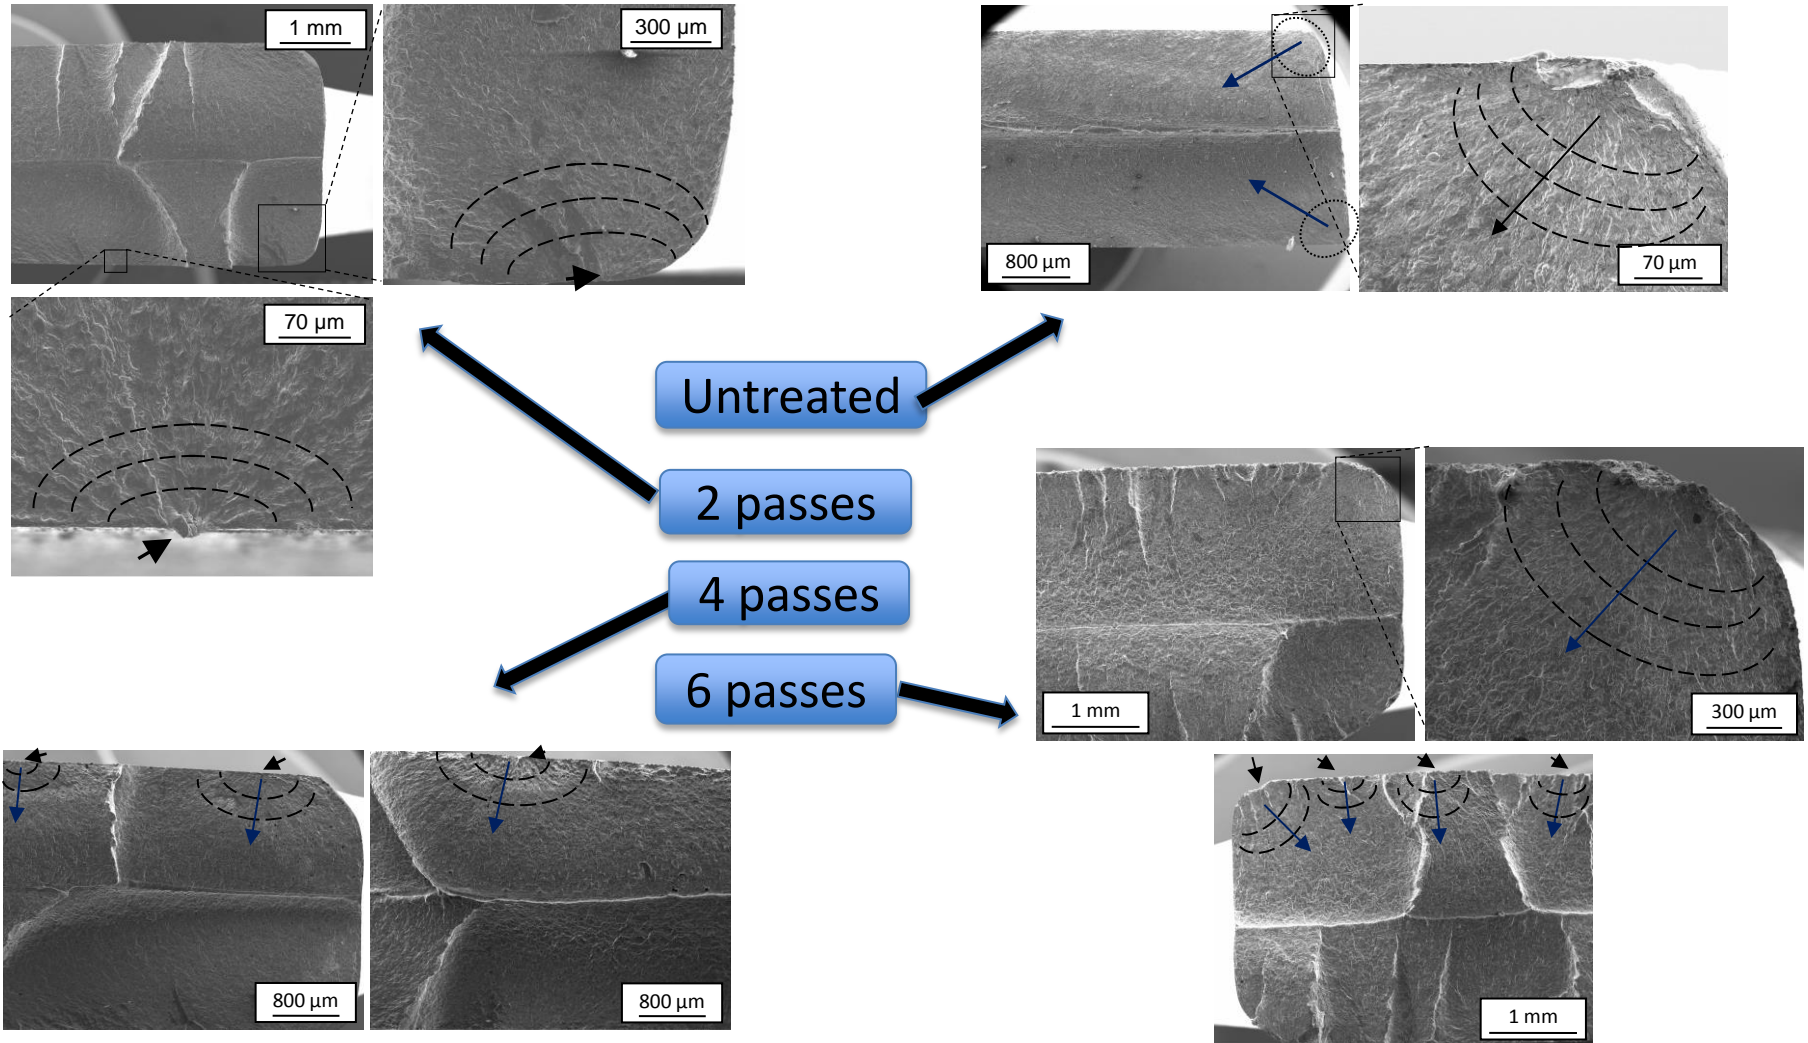 1 mm
300 µm
800 µm
70 µm
70 µm
Untreated
2 passes
4 passes
6 passes
1 mm
300 µm
800 µm
800 µm
1 mm